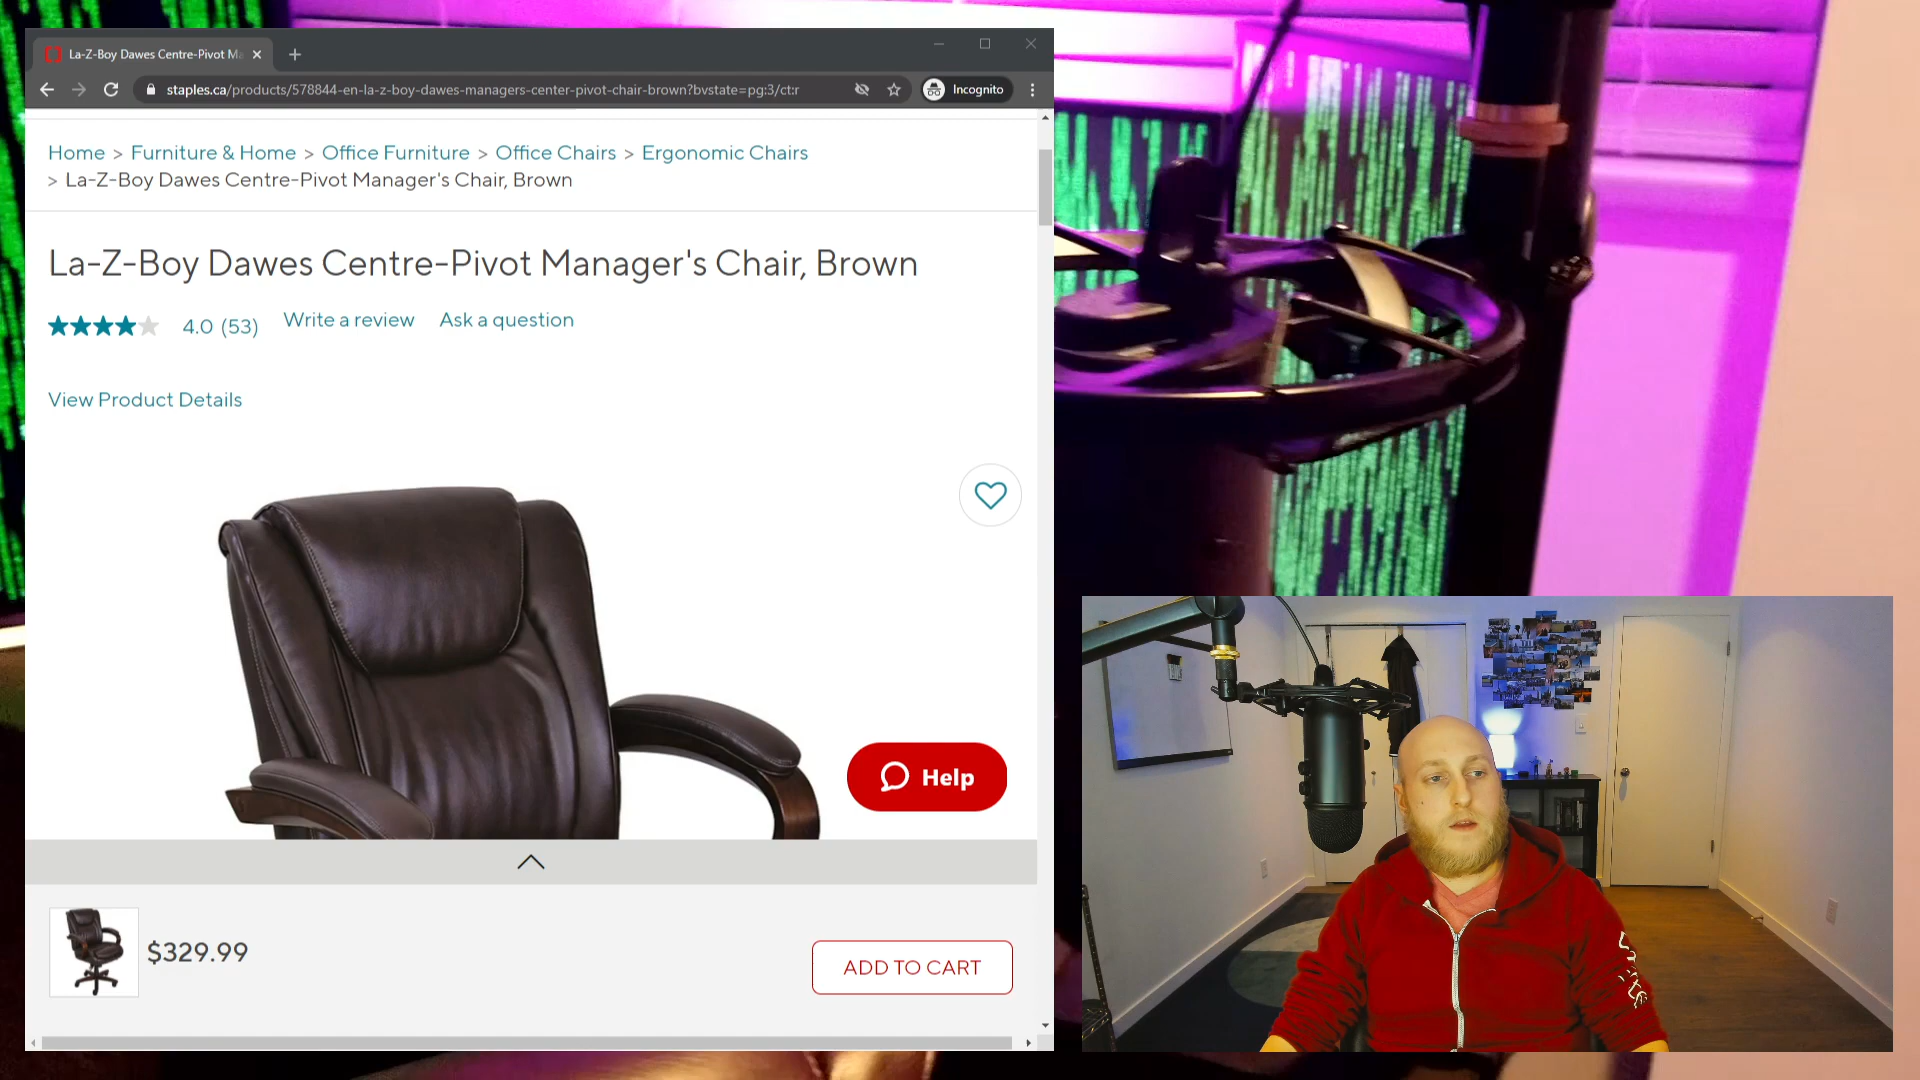 La-Z-Boy Dawes Centre-Pivot Ma
staples.ca/products/578844-en-la-z-boy-dawes-managers-center-pivot-chair-brown?bvstate=pg:3/ct:r
Incognito
Home > Furniture & Home > Office Furniture > Office Chairs > Ergonomic Chairs
> La-Z-Boy Dawes Centre-Pivot Manager's Chair, Brown
La-Z-Boy Dawes Centre-Pivot Manager's Chair, Brown
4.0 (53) Write a review Ask a question
View Product Details
Help
$329.99
ADD TO CART